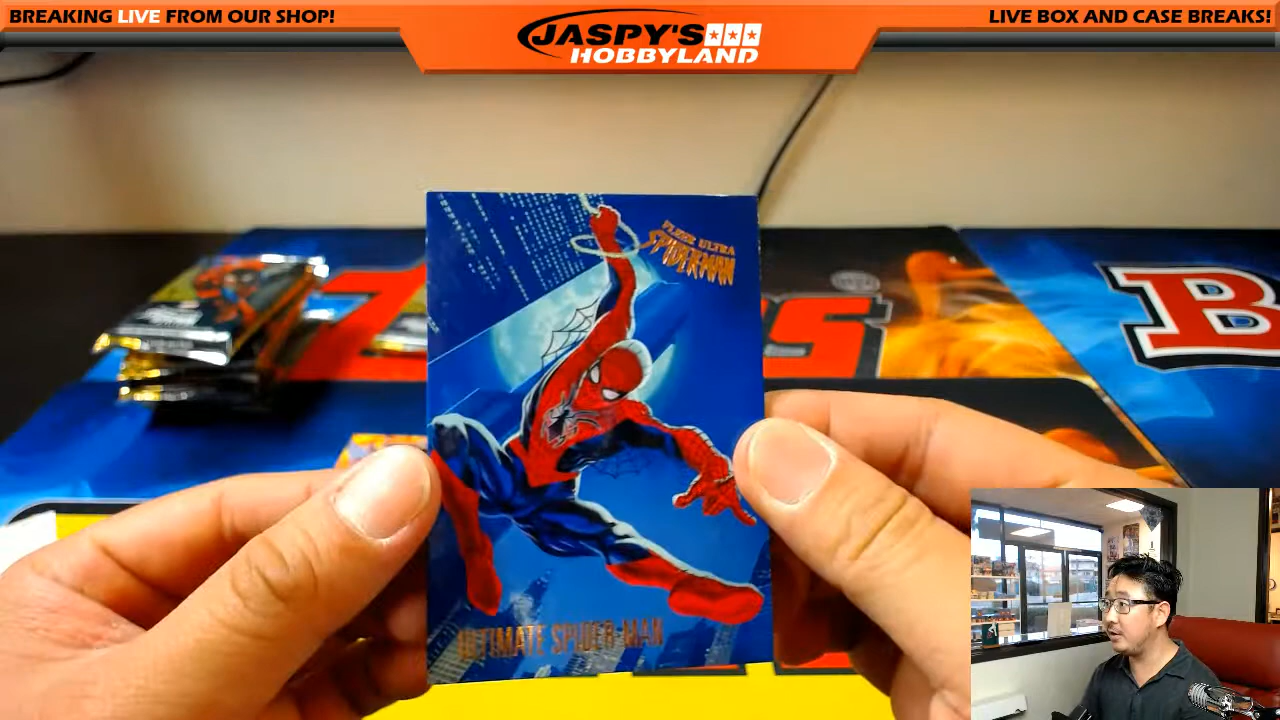 BREAKING LIVE FROM OUR SHOP!
JASPY'S
HOBBYLAND
LIVE BOX AND CASE BREAKS!
FLEER ULTRA
SPIDER-MAN
ULTIMATE SPIDER-MAN
B